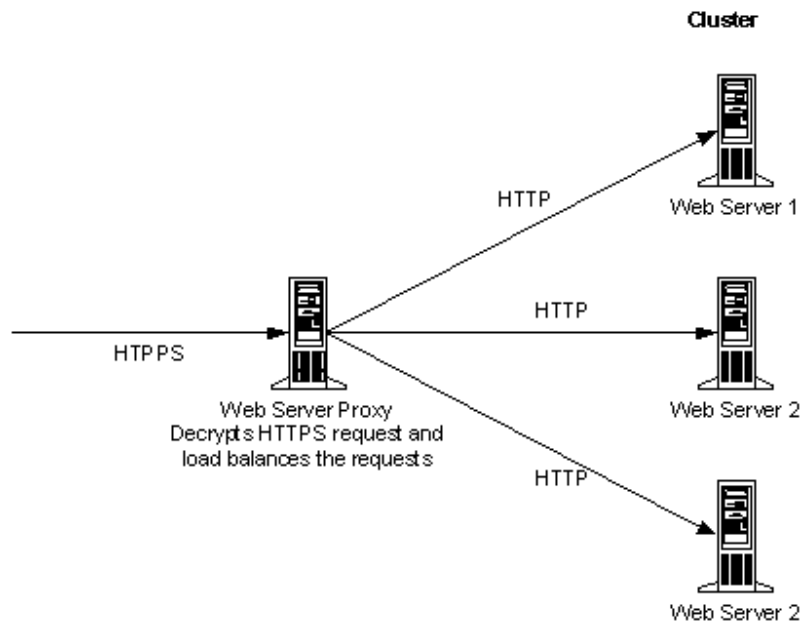 Cluster
Web Server 1
HTTP
HTTP
Web Server 2
HTPPS
Web Server Proxy
Decrypts HTTPS request and
load balances the requests
HTTP
Web Server 2